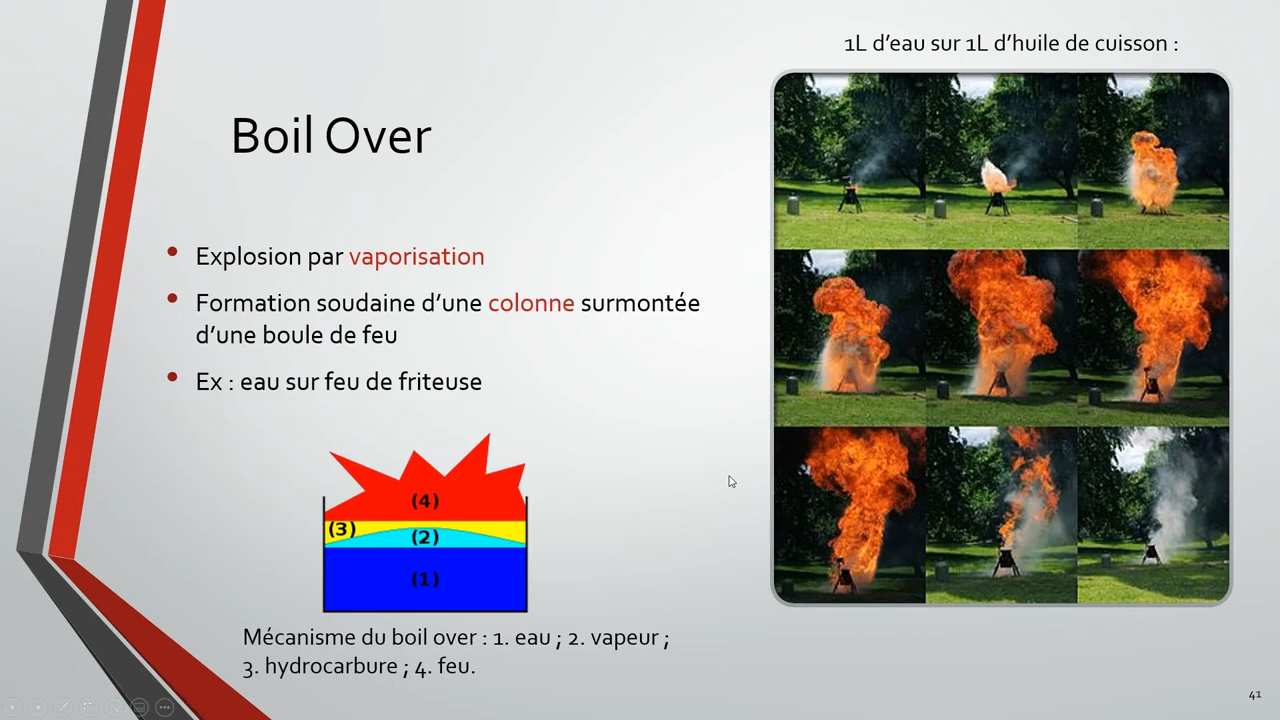 1L d'eau sur 1L d'huile de cuisson :
Boil Over
Explosion par vaporisation
Formation soudaine d'une colonne surmontée
d'une boule de feu
Ex : eau sur feu de friteuse
(4)
(3)
(2)
(1)
Mécanisme du boil over : 1. eau ; 2. vapeur ;
3. hydrocarbure ; 4. feu.
41